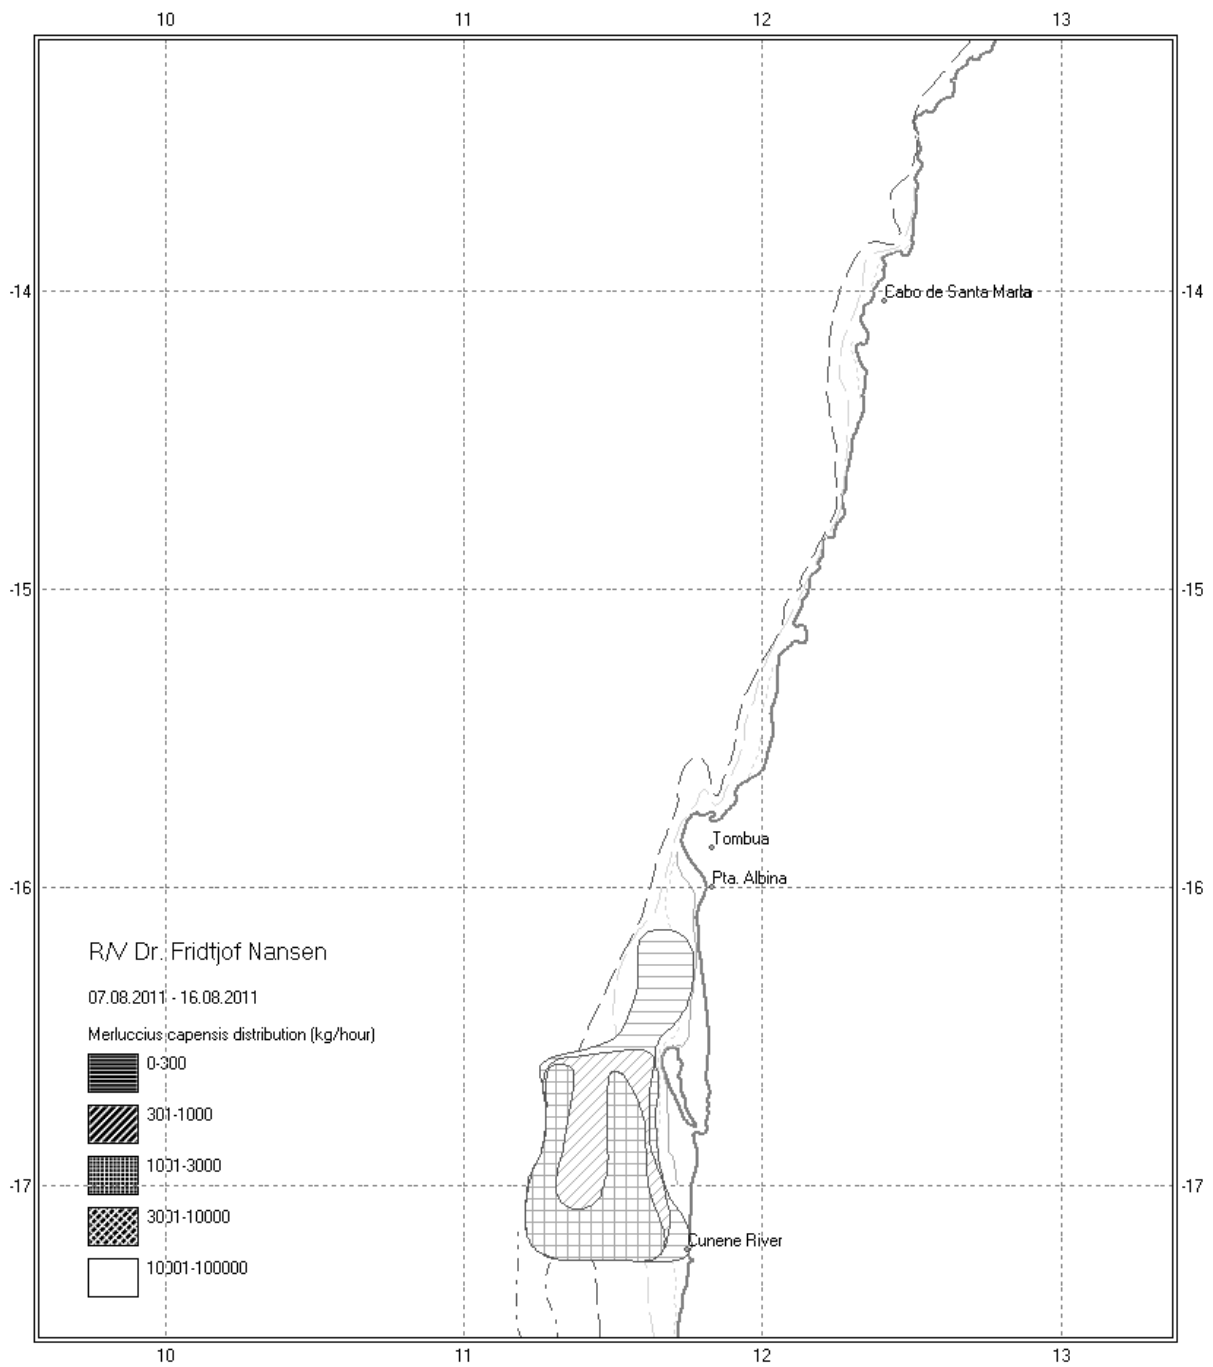 10 11 12 13
-14 -14
Cabo de Santa Marta
-15 -15
Tombua
Pta. Albina
-16 -16
R/V Dr. Fridtjof Nansen
07.08.2011 - 16.08.2011
Merluccius capensis distribution (kg/hour)
0-300
301-1000
1001-3000
-17 -17
3001-10000
Cunene River
10001-100000
10 11 12 13